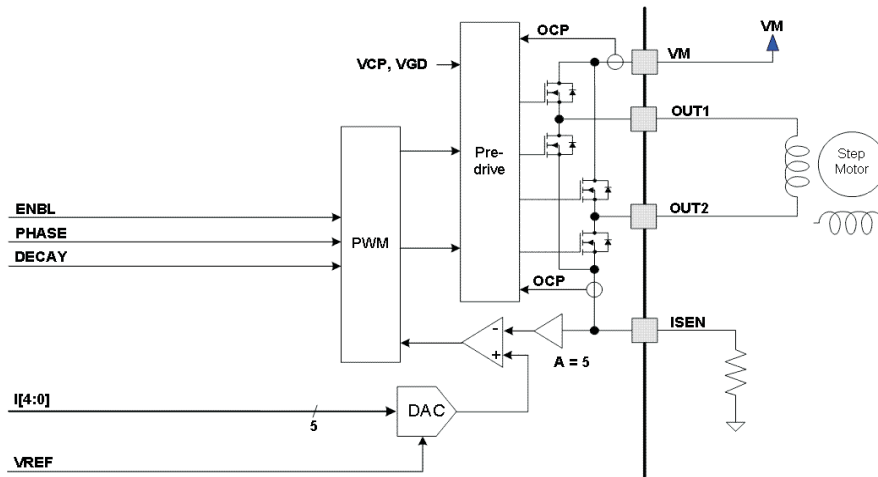 OCP
VM
VCP, VGD
VM
OUT1
Pre-
drive
Step
Motor
ENBL
OUT2
PHASE
PWM
DECAY
OCP
ISEN
-
+
A = 5
I[4:0]
5
DAC
VREF